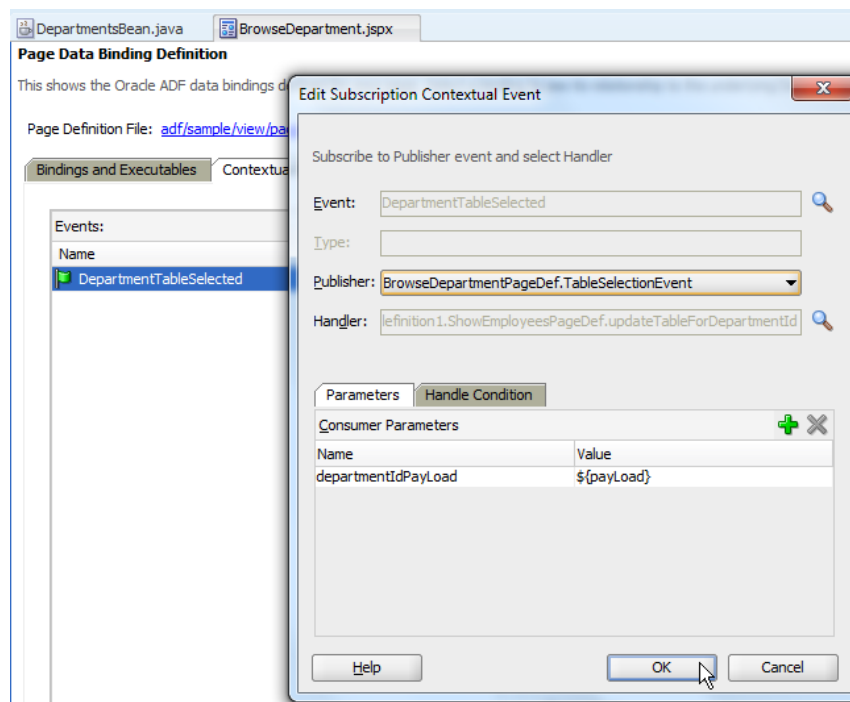 DepartmentsBean.java
BrowseDepartment.jspx
Page Data Binding Definition
This shows the Oracle ADF data bindings
Page Definition File: adf/sample/view/pa
Bindings and Executables
Contextua
Events:
Name
DepartmentTableSelected
Edit Subscription Contextual Event
Subscribe to Publisher event and select Handler
Event: DepartmentTableSelected
Type:
Publisher: BrowseDepartmentPageDef.TableSelectionEvent
Handler: lefinition1.ShowEmployeesPageDef.updateTableForDepartmentId
Parameters Handle Condition
Consumer Parameters
Name Value
departmentIdPayLoad ${payLoad}
Help OK Cancel